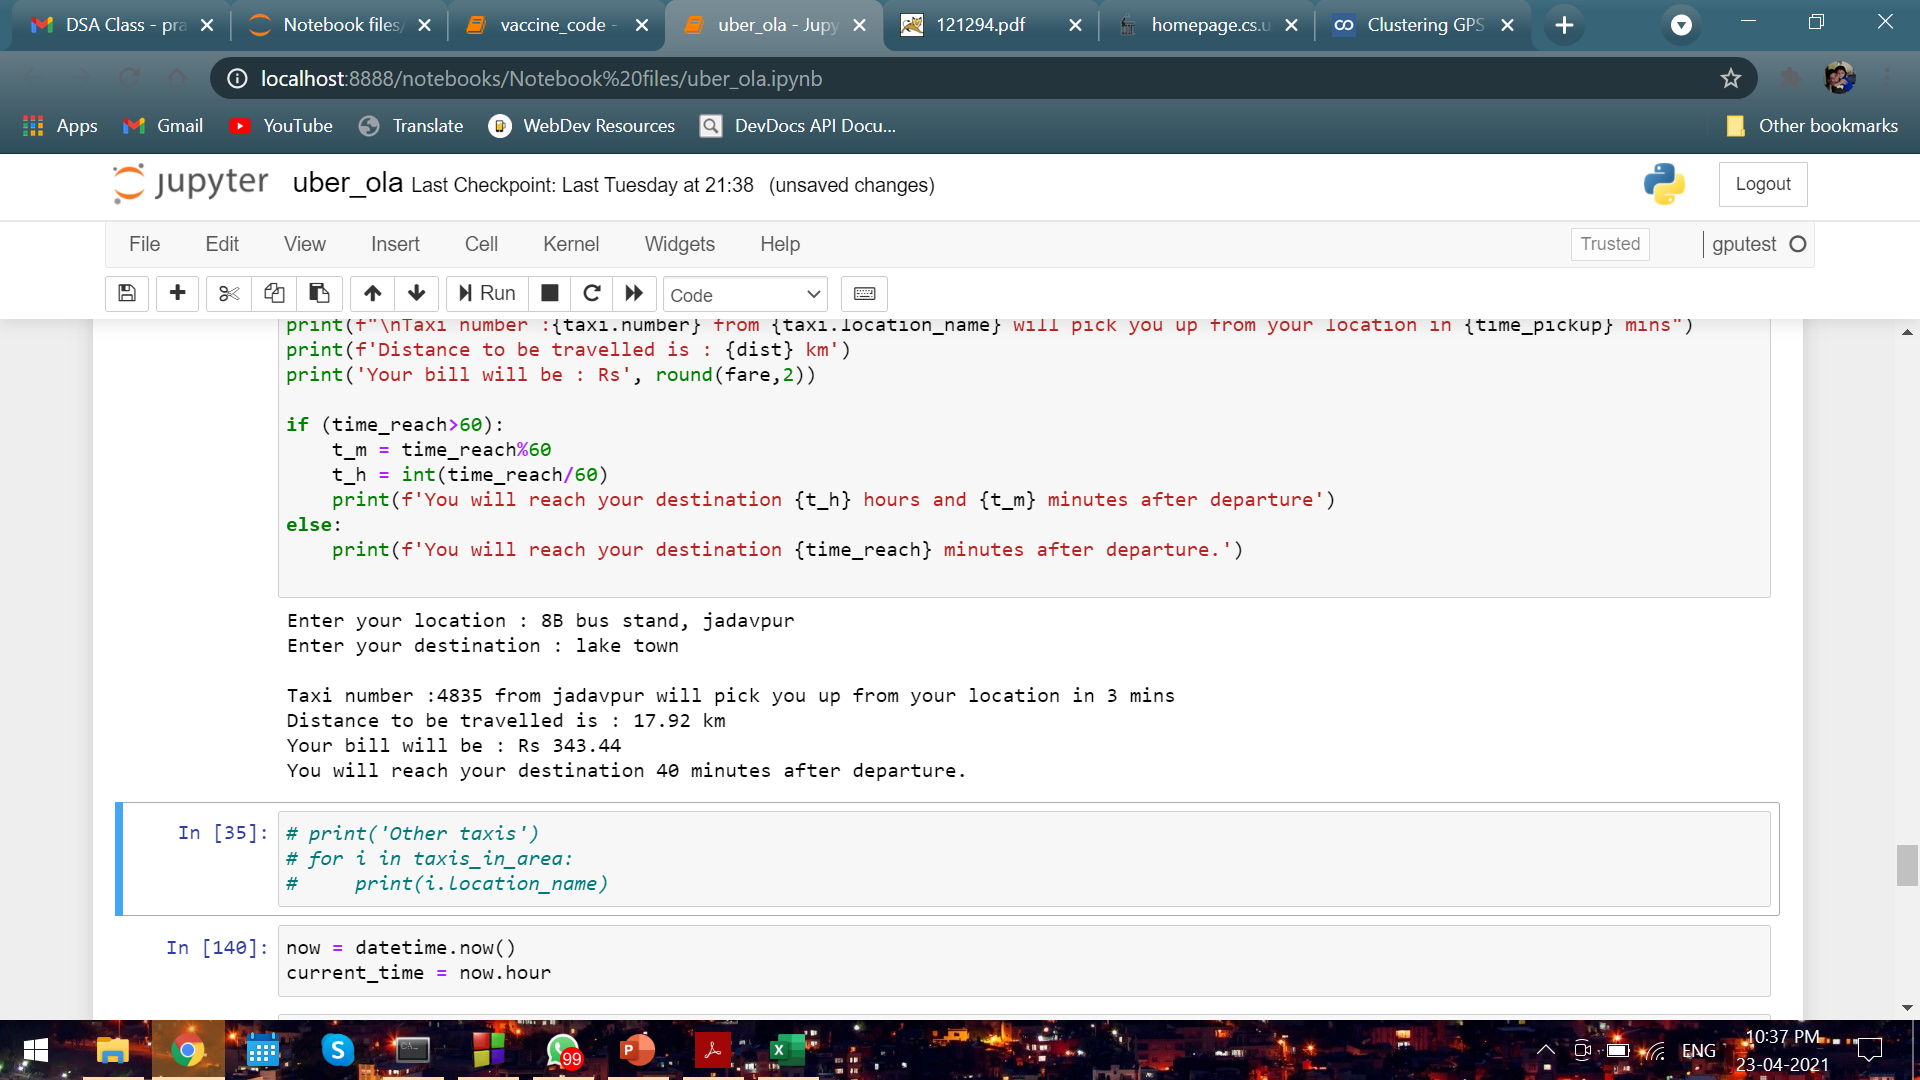 DSA Class - pra
Notebook files/
vaccine_code -
uber_ola - Jupy
121294.pdf
homepage.cs.u
Clustering GPS
localhost:8888/notebooks/Notebook%20files/uber_ola.ipynb
Apps
Gmail
YouTube
Translate
WebDev Resources
DevDocs API Docu...
Other bookmarks
jupyter
uber_ola Last Checkpoint: Last Tuesday at 21:38 (unsaved changes)
Logout
File
Edit
View
Insert
Cell
Kernel
Widgets
Help
Trusted
gputest
Run
Code
print(f"\nTaxi number :{taxi.number} from {taxi.location_name} will pick you up from your location in {time_pickup} mins")
print(f'Distance to be travelled is : {dist} km')
print('Your bill will be : Rs', round(fare,2))
if (time_reach>60):
    t_m = time_reach%60
    t_h = int(time_reach/60)
    print(f'You will reach your destination {t_h} hours and {t_m} minutes after departure')
else:
    print(f'You will reach your destination {time_reach} minutes after departure.')
Enter your location : 8B bus stand, jadavpur
Enter your destination : lake town
Taxi number :4835 from jadavpur will pick you up from your location in 3 mins
Distance to be travelled is : 17.92 km
Your bill will be : Rs 343.44
You will reach your destination 40 minutes after departure.
In [35]:
# print('Other taxis')
# for i in taxis_in_area:
#     print(i.location_name)
In [140]:
now = datetime.now()
current_time = now.hour
99
ENG
10:37 PM
23-04-2021